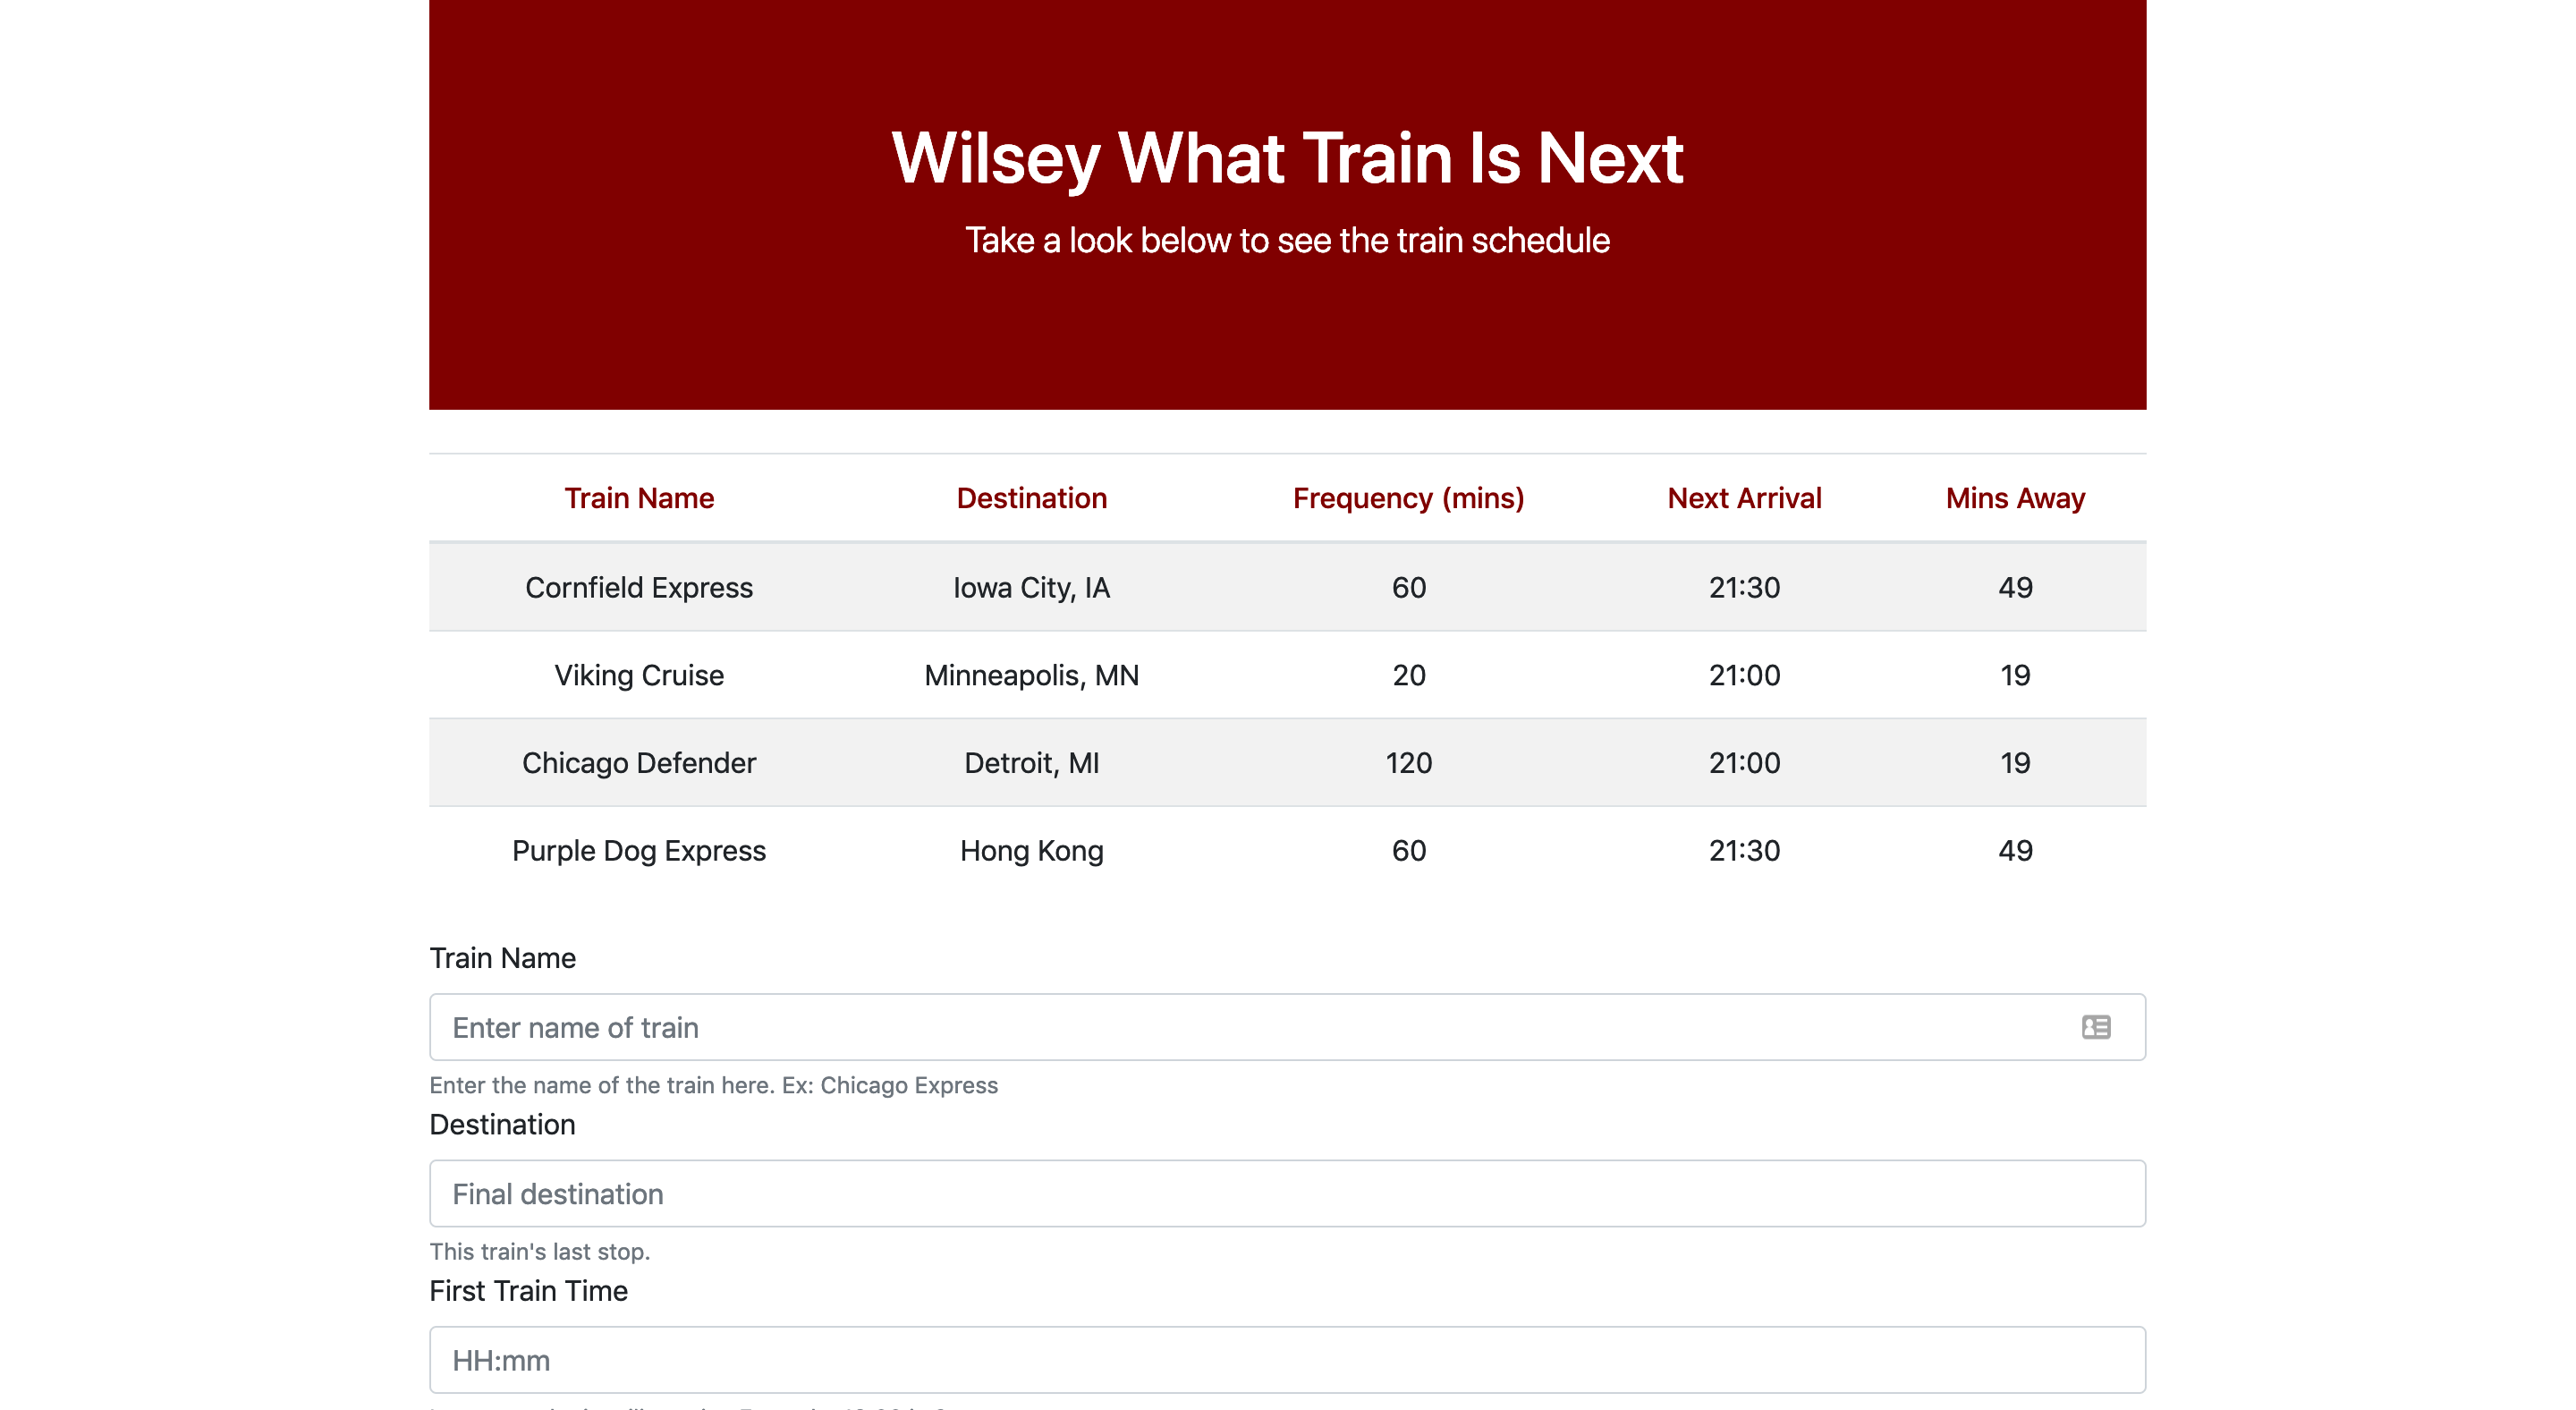 Wilsey What Train Is Next
Take a look below to see the train schedule
Train Name Destination Frequency (mins) Next Arrival Mins Away
Cornfield Express Iowa City, IA 60 21:30 49
Viking Cruise Minneapolis, MN 20 21:00 19
Chicago Defender Detroit, MI 120 21:00 19
Purple Dog Express Hong Kong 60 21:30 49
Train Name
Enter name of train
Enter the name of the train here. Ex: Chicago Express
Destination
Final destination
This train's last stop.
First Train Time
HH:mm